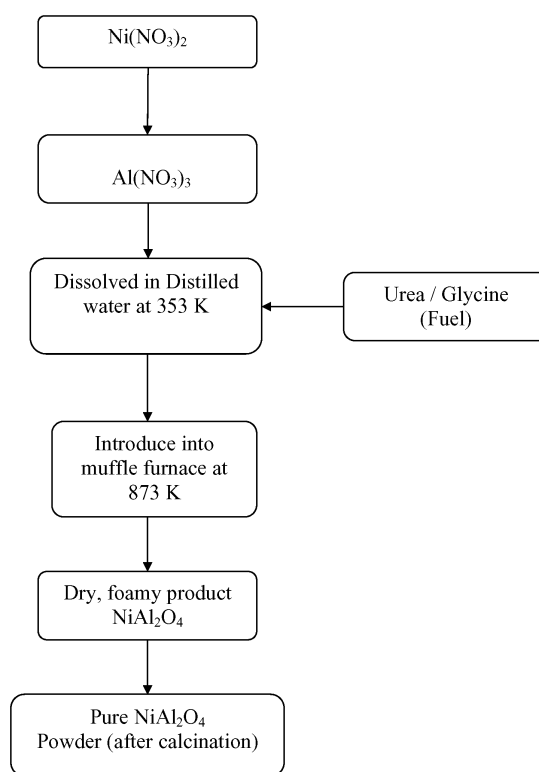 Ni(NO₃)₂
Al(NO₃)₃
Dissolved in Distilled
water at 353 K
Urea / Glycine
(Fuel)
Introduce into
muffle furnace at
873 K
Dry, foamy product
NiAl₂O₄
Pure NiAl₂O₄
Powder (after calcination)